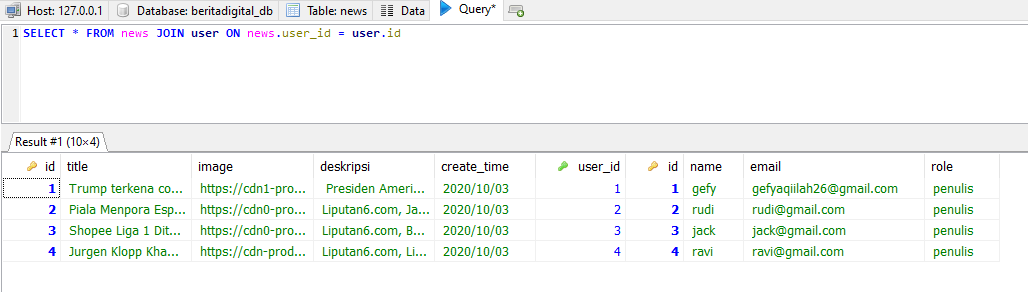 Host: 127.0.0.1 Database: beritadigital_db Table: news Data Query*
1 SELECT * FROM news JOIN user ON news.user_id = user.id
Result #1 (10×4)
id title image deskripsi create_time user_id id name email role
1 Trump terkena co... https://cdn1-pro... Presiden Ameri... 2020/10/03 1 1 gefy gefyaqiilah26@gmail.com penulis
2 Piala Menpora Esp... https://cdn0-pro... Liputan6.com, Ja... 2020/10/03 2 2 rudi rudi@gmail.com penulis
3 Shopee Liga 1 Dit... https://cdn0-pro... Liputan6.com, B... 2020/10/03 3 3 jack jack@gmail.com penulis
4 Jurgen Klopp Kha... https://cdn-prod... Liputan6.com, Li... 2020/10/03 4 4 ravi ravi@gmail.com penulis